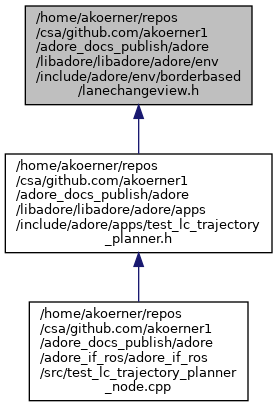 /home/akoerner/repos
/csa/github.com/akoerner1
/adore_docs_publish/adore
/libadore/libadore/adore/env
/include/adore/env/borderbased
/lanechangeview.h
/home/akoerner/repos
/csa/github.com/akoerner1
/adore_docs_publish/adore
/libadore/libadore/adore/apps
/include/adore/apps/test_lc_trajectory
_planner.h
/home/akoerner/repos
/csa/github.com/akoerner1
/adore_docs_publish/adore
/adore_if_ros/adore_if_ros
/src/test_lc_trajectory_planner
_node.cpp